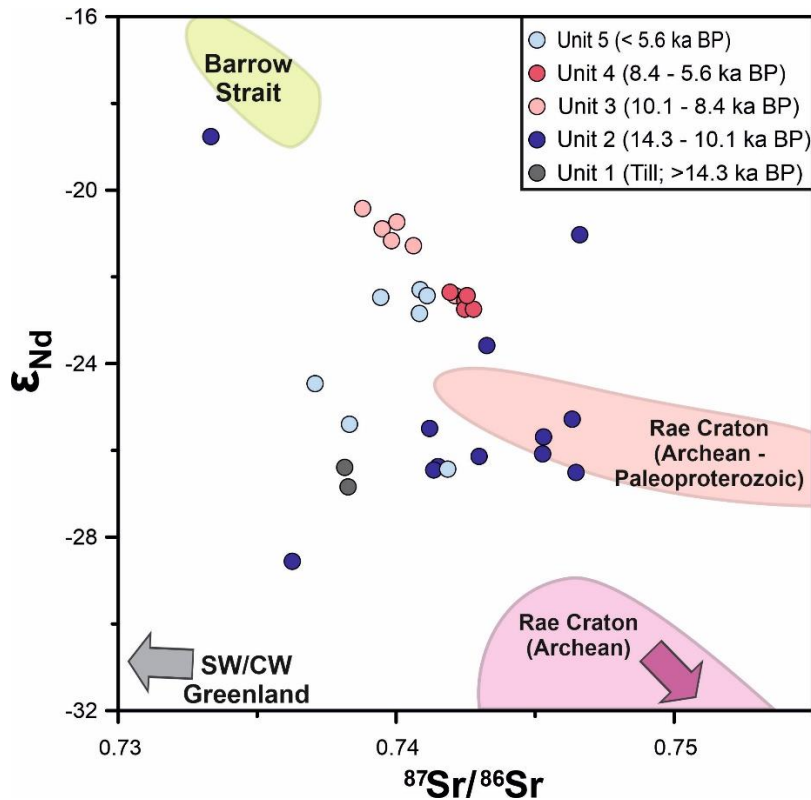 -16
-20
-24
-28
-32
εNd
Barrow
Strait
Unit 5 (< 5.6 ka BP)
Unit 4 (8.4 - 5.6 ka BP)
Unit 3 (10.1 - 8.4 ka BP)
Unit 2 (14.3 - 10.1 ka BP)
Unit 1 (Till; >14.3 ka BP)
Rae Craton
(Archean -
Paleoproterozoic)
Rae Craton
(Archean)
SW/CW
Greenland
0.73
0.74
0.75
⁸⁷Sr/⁸⁶Sr